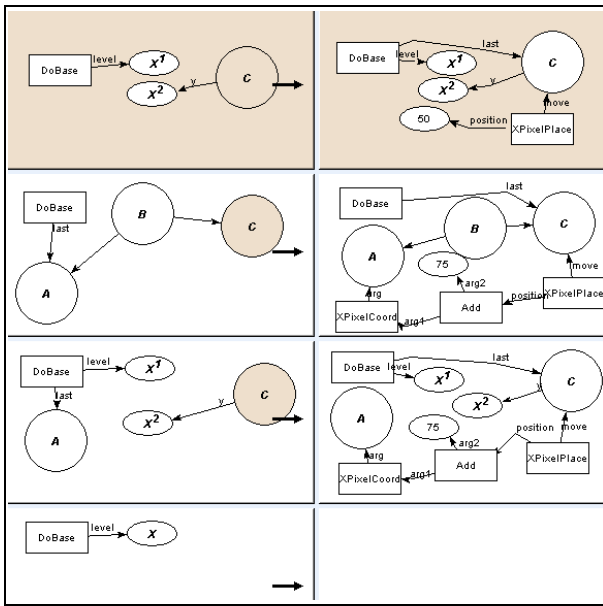 level
X¹
DoBase
C
X²
y
last
DoBase
level
X¹
C
X²
y
move
50
position
XPixelPlace
DoBase
last
B
C
A
last
DoBase
B
C
A
75
move
arg
arg2
XPixelCoord
arg1
Add
position
XPixelPlace
level
X¹
DoBase
last
C
y
A
X²
last
DoBase
level
X¹
C
y
X²
A
75
position
move
arg
arg2
XPixelCoord
arg1
Add
XPixelPlace
DoBase
level
X